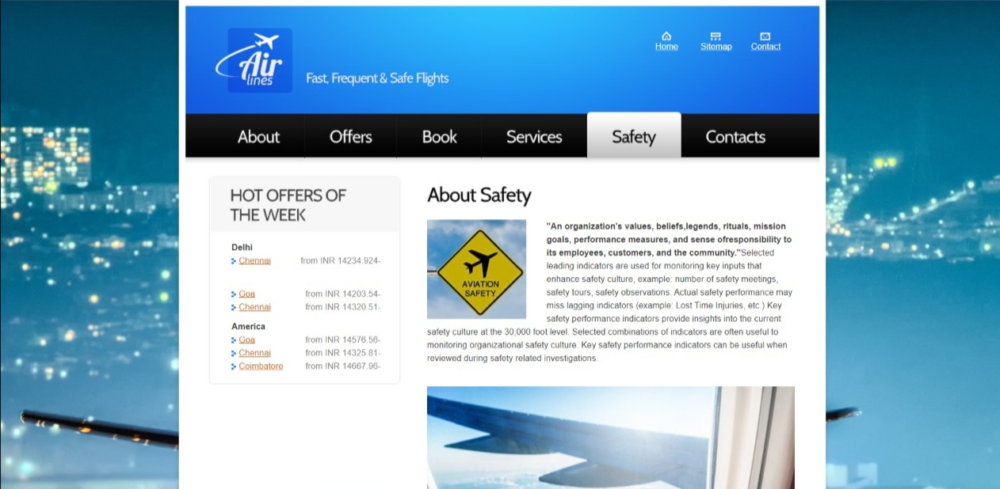 Air
lines
Fast, Frequent & Safe Flights
Home
Sitemap
Contact
About
Offers
Book
Services
Safety
Contacts
HOT OFFERS OF
THE WEEK
Delhi
Chennai from INR 14234.924-
Goa from INR 14203.54-
Chennai from INR 14320.51-
America
Goa from INR 14576.56-
Chennai from INR 14325.81-
Coimbatore from INR 14667.96-
About Safety
AVIATION
SAFETY
"An organization's values, beliefs,legends, rituals, mission
goals, performance measures, and sense ofresponsibility to
its employees, customers, and the community."Selected
leading indicators are used for monitoring key inputs that
enhance safety culture, example: number of safety meetings,
safety tours, safety observations. Actual safety performance may
miss lagging indicators (example: Lost Time Injuries, etc.) Key
safety performance indicators provide insights into the current
safety culture at the 30,000 foot level. Selected combinations of indicators are often useful to
monitoring organizational safety culture. Key safety performance indicators can be useful when
reviewed during safety related investigations.